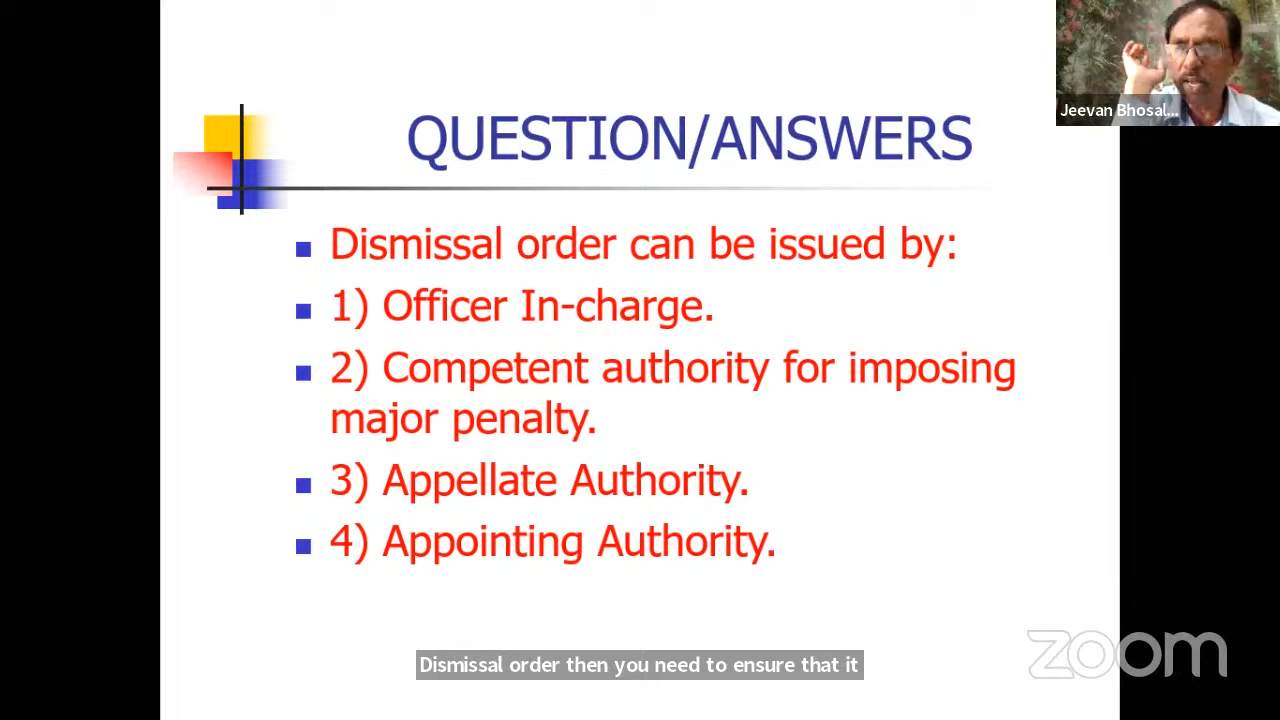 Jeevan Bhosal...
QUESTION/ANSWERS
Dismissal order can be issued by:
1) Officer In-charge.
2) Competent authority for imposing
major penalty.
3) Appellate Authority.
4) Appointing Authority.
Dismissal order then you need to ensure that it
zoom